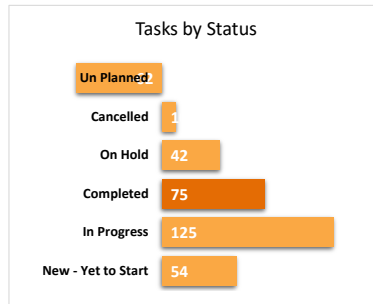 Tasks by Status
Un Planned
Cancelled 1
On Hold 42
Completed 75
In Progress 125
New - Yet to Start 54